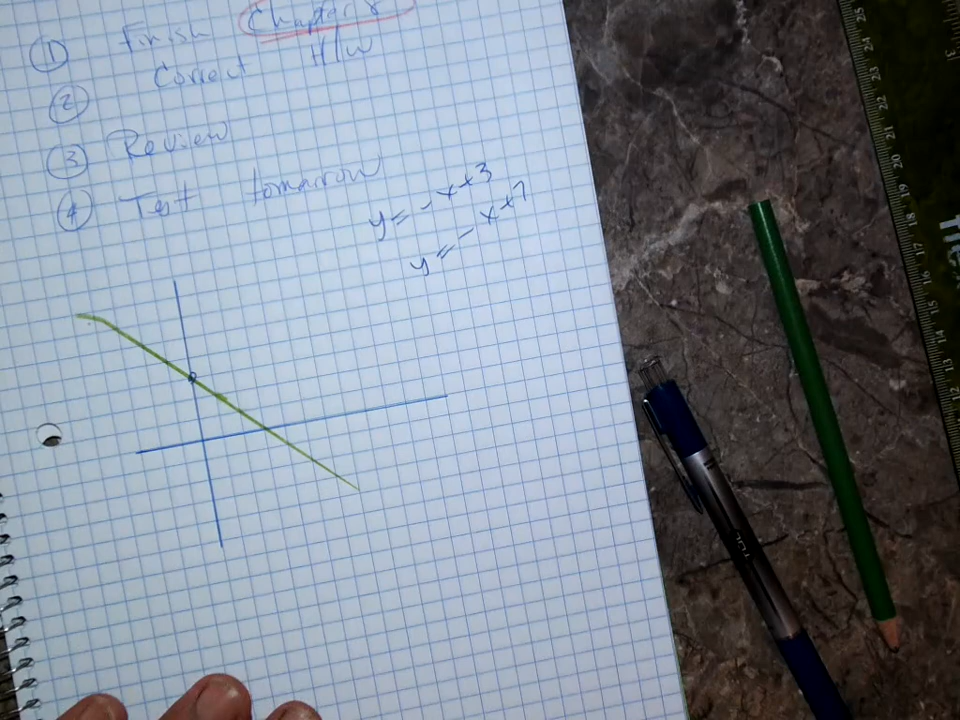 ① Finish Chapter 8
② Correct H/W
③ Review
④ Test tomorrow
y = -x+3
y = -x+7